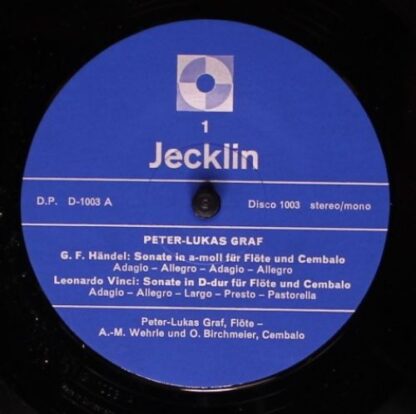 1
Jecklin
D.P. D-1003 A Disco 1003 stereo/mono
PETER-LUKAS GRAF
G. F. Händel: Sonate in a-moll für Flöte und Cembalo
Adagio – Allegro – Adagio – Allegro
Leonardo Vinci: Sonate in D-dur für Flöte und Cembalo
Adagio – Allegro – Largo – Presto – Pastorella
Peter-Lukas Graf, Flöte –
A.-M. Wehrle und O. Birchmeier, Cembalo